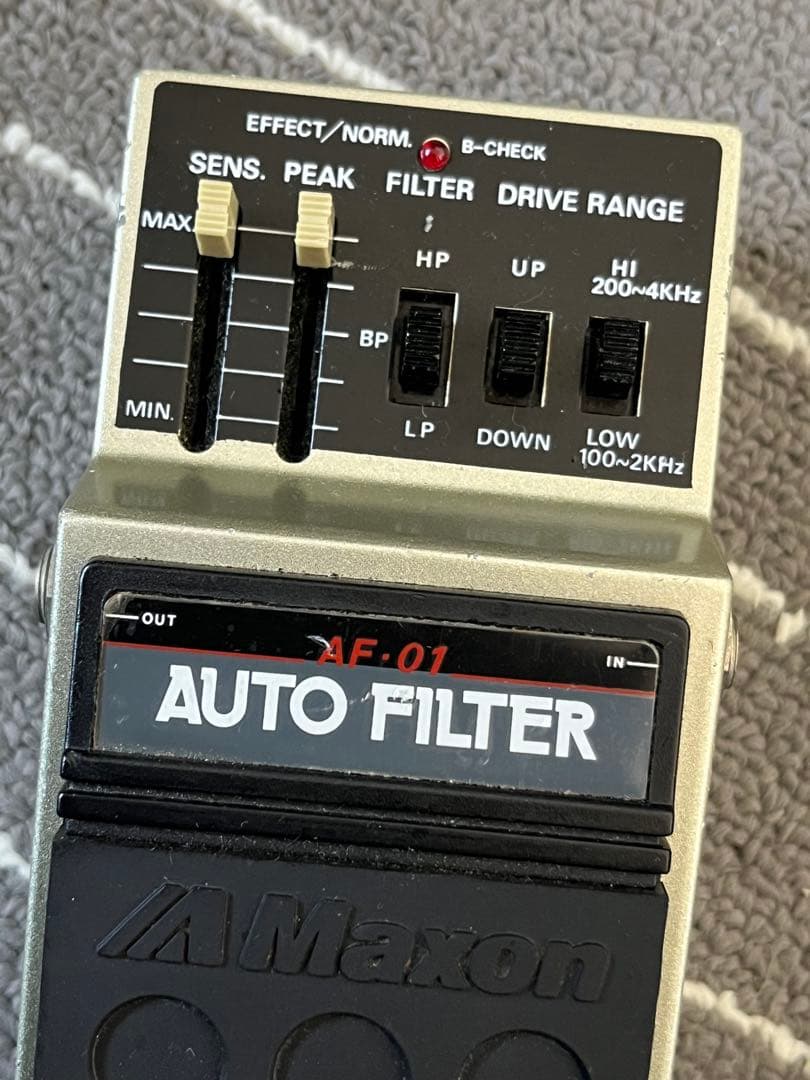 EFFECT/NORM. B-CHECK
SENS. PEAK FILTER DRIVE RANGE
MAX. HP UP HI
200~4KHz
BP
MIN. LP DOWN LOW
100~2KHz
OUT AF-01 IN
AUTO FILTER
Maxon